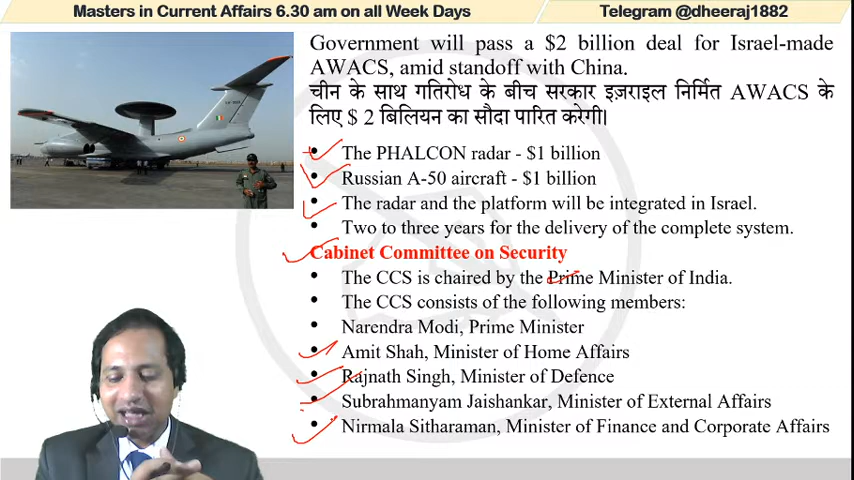 Masters in Current Affairs 6.30 am on all Week Days
Telegram @dheeraj1882
Government will pass a $2 billion deal for Israel-made
AWACS, amid standoff with China.
चीन के साथ गतिरोध के बीच सरकार इज़राइल निर्मित AWACS के
लिए $ 2 बिलियन का सौदा पारित करेगी।
• The PHALCON radar - $1 billion
• Russian A-50 aircraft - $1 billion
• The radar and the platform will be integrated in Israel.
• Two to three years for the delivery of the complete system.
Cabinet Committee on Security
• The CCS is chaired by the Prime Minister of India.
• The CCS consists of the following members:
• Narendra Modi, Prime Minister
• Amit Shah, Minister of Home Affairs
• Rajnath Singh, Minister of Defence
• Subrahmanyam Jaishankar, Minister of External Affairs
• Nirmala Sitharaman, Minister of Finance and Corporate Affairs